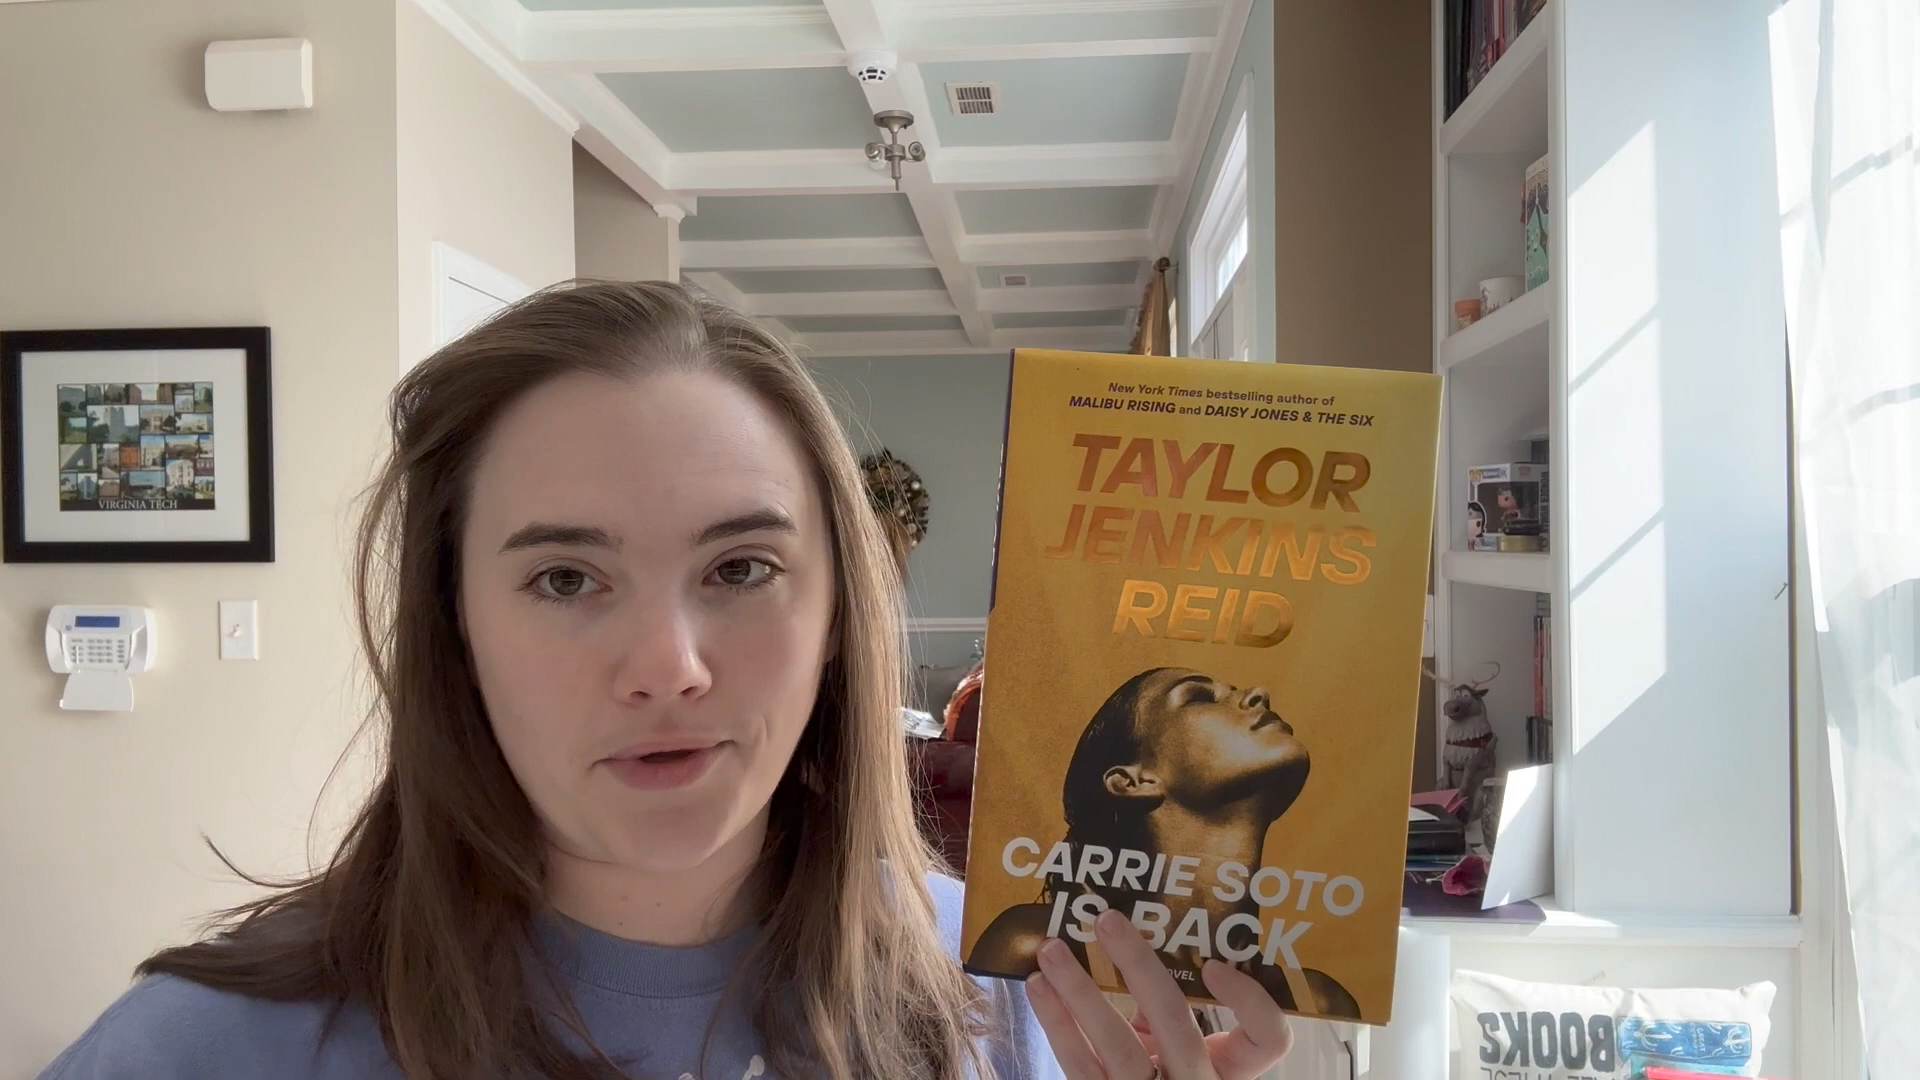 New York Times bestselling author of
MALIBU RISING and DAISY JONES & THE SIX
TAYLOR
JENKINS
REID
CARRIE SOTO
IS BACK
VIRGINIA TECH
BOOKS